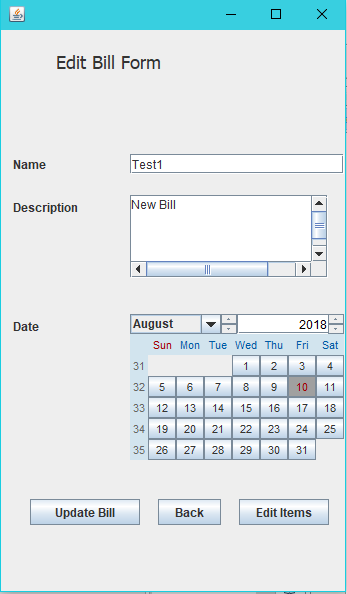 Edit Bill Form
Name Test1
Description New Bill
Date August 2018
Sun Mon Tue Wed Thu Fri Sat
31 1 2 3 4
32 5 6 7 8 9 10 11
33 12 13 14 15 16 17 18
34 19 20 21 22 23 24 25
35 26 27 28 29 30 31
Update Bill Back Edit Items